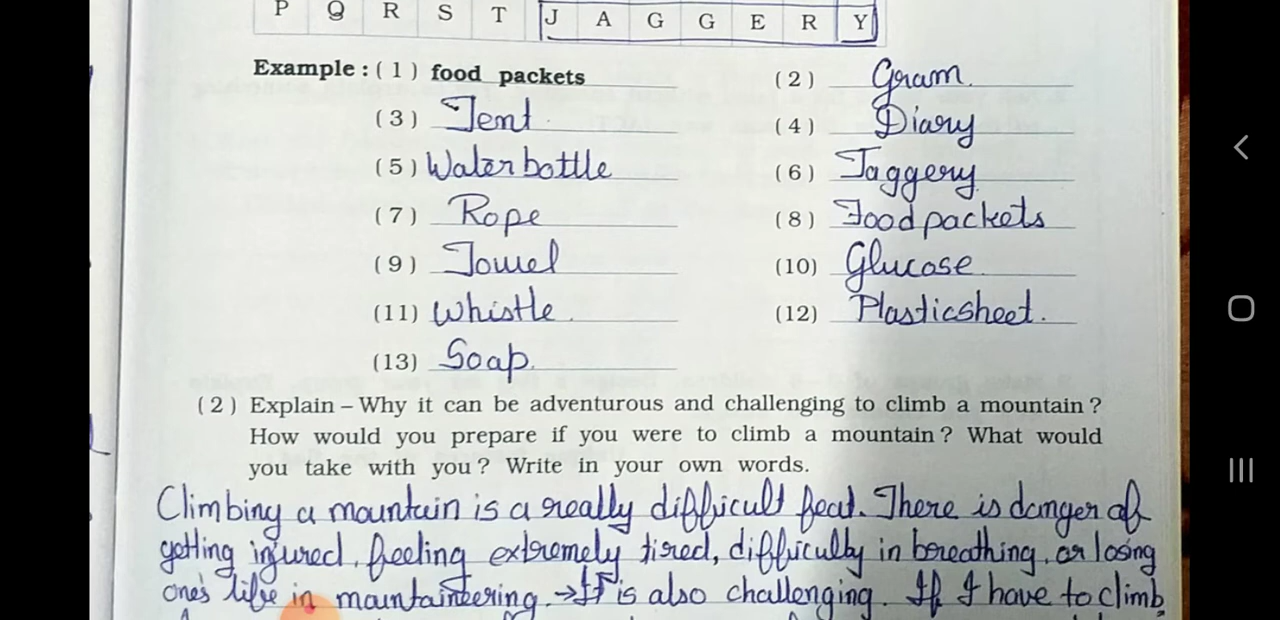 P Q R S T J A G G E R Y
Example : ( 1 ) food packets ( 2 ) Gram.
( 3 ) Tent. ( 4 ) Diary
( 5 ) Water bottle ( 6 ) Jaggery
( 7 ) Rope ( 8 ) Food packets
( 9 ) Towel (10) Glucose.
(11) Whistle. (12) Plasticsheet.
(13) Soap.
( 2 ) Explain – Why it can be adventurous and challenging to climb a mountain ?
How would you prepare if you were to climb a mountain ? What would
you take with you ? Write in your own words.
Climbing a mountain is a really difficult feat. There is danger of
getting injured, feeling extremely tired, difficulty in breathing, or losing
one's life in mountaineering. → It is also challenging. If I have to climb